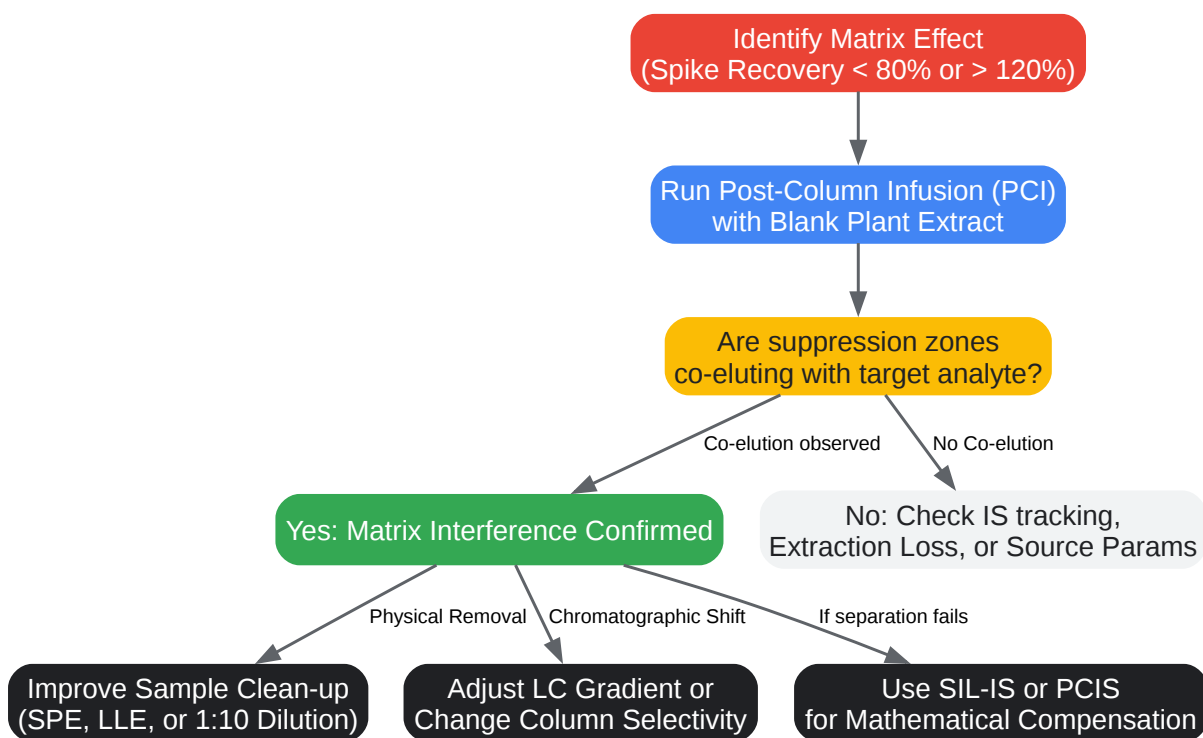 Identify Matrix Effect
(Spike Recovery < 80% or > 120%)
Run Post-Column Infusion (PCI)
with Blank Plant Extract
Are suppression zones
co-eluting with target analyte?
Co-elution observed
No Co-elution
Yes: Matrix Interference Confirmed
No: Check IS tracking,
Extraction Loss, or Source Params
Physical Removal
Chromatographic Shift
If separation fails
Improve Sample Clean-up
(SPE, LLE, or 1:10 Dilution)
Adjust LC Gradient or
Change Column Selectivity
Use SIL-IS or PCIS
for Mathematical Compensation